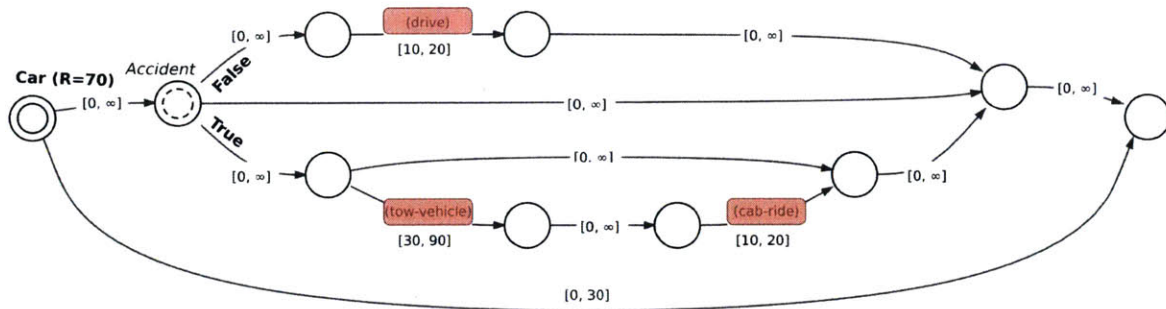 [0, ∞]
(drive)
[10, 20]
[0, ∞]
Accident
False
Car (R=70)
[0, ∞]
[0, ∞]
[0, ∞]
True
[0, ∞]
[0, ∞]
[0, ∞]
(tow-vehicle)
[30, 90]
[0, ∞]
(cab-ride)
[10, 20]
[0, 30]